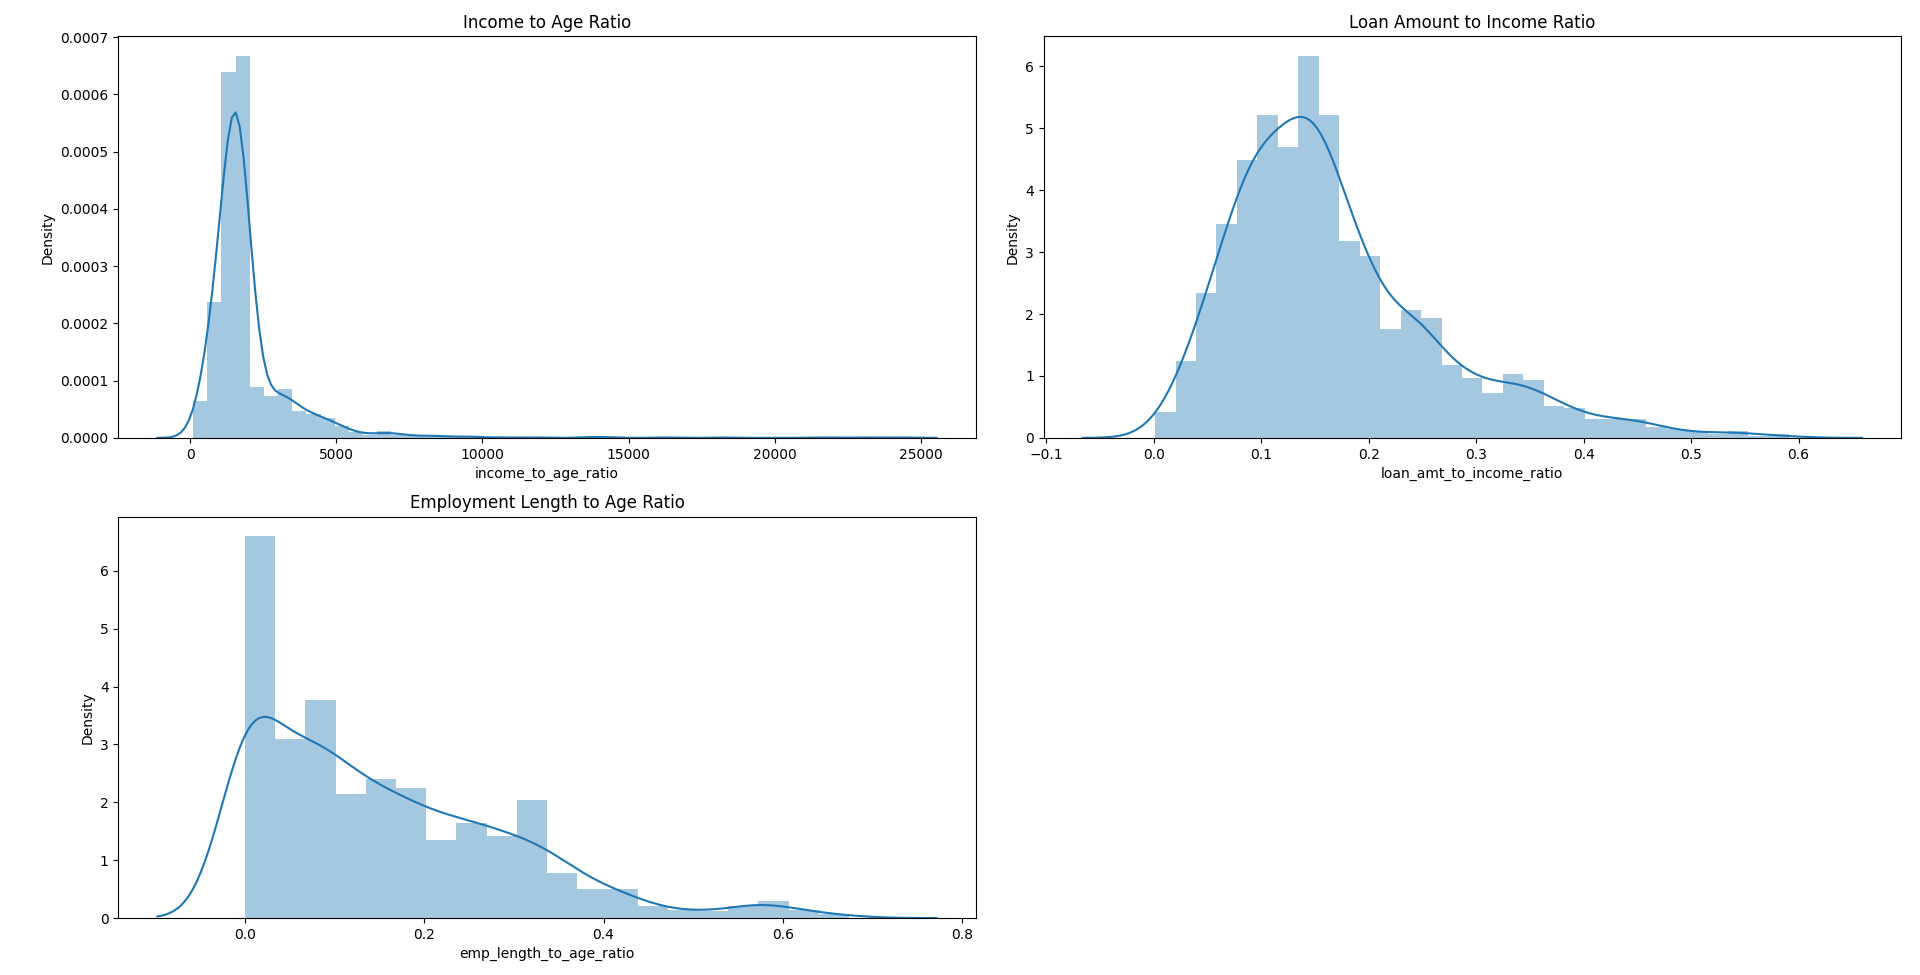 Income to Age Ratio
0.0007
0.0006
0.0005
0.0004
0.0003
0.0002
0.0001
0.0000
Density
0 5000 10000 15000 20000 25000
income_to_age_ratio
Loan Amount to Income Ratio
6
5
4
3
2
1
0
Density
−0.1 0.0 0.1 0.2 0.3 0.4 0.5 0.6
loan_amt_to_income_ratio
Employment Length to Age Ratio
6
5
4
3
2
1
0
Density
0.0 0.2 0.4 0.6 0.8
emp_length_to_age_ratio